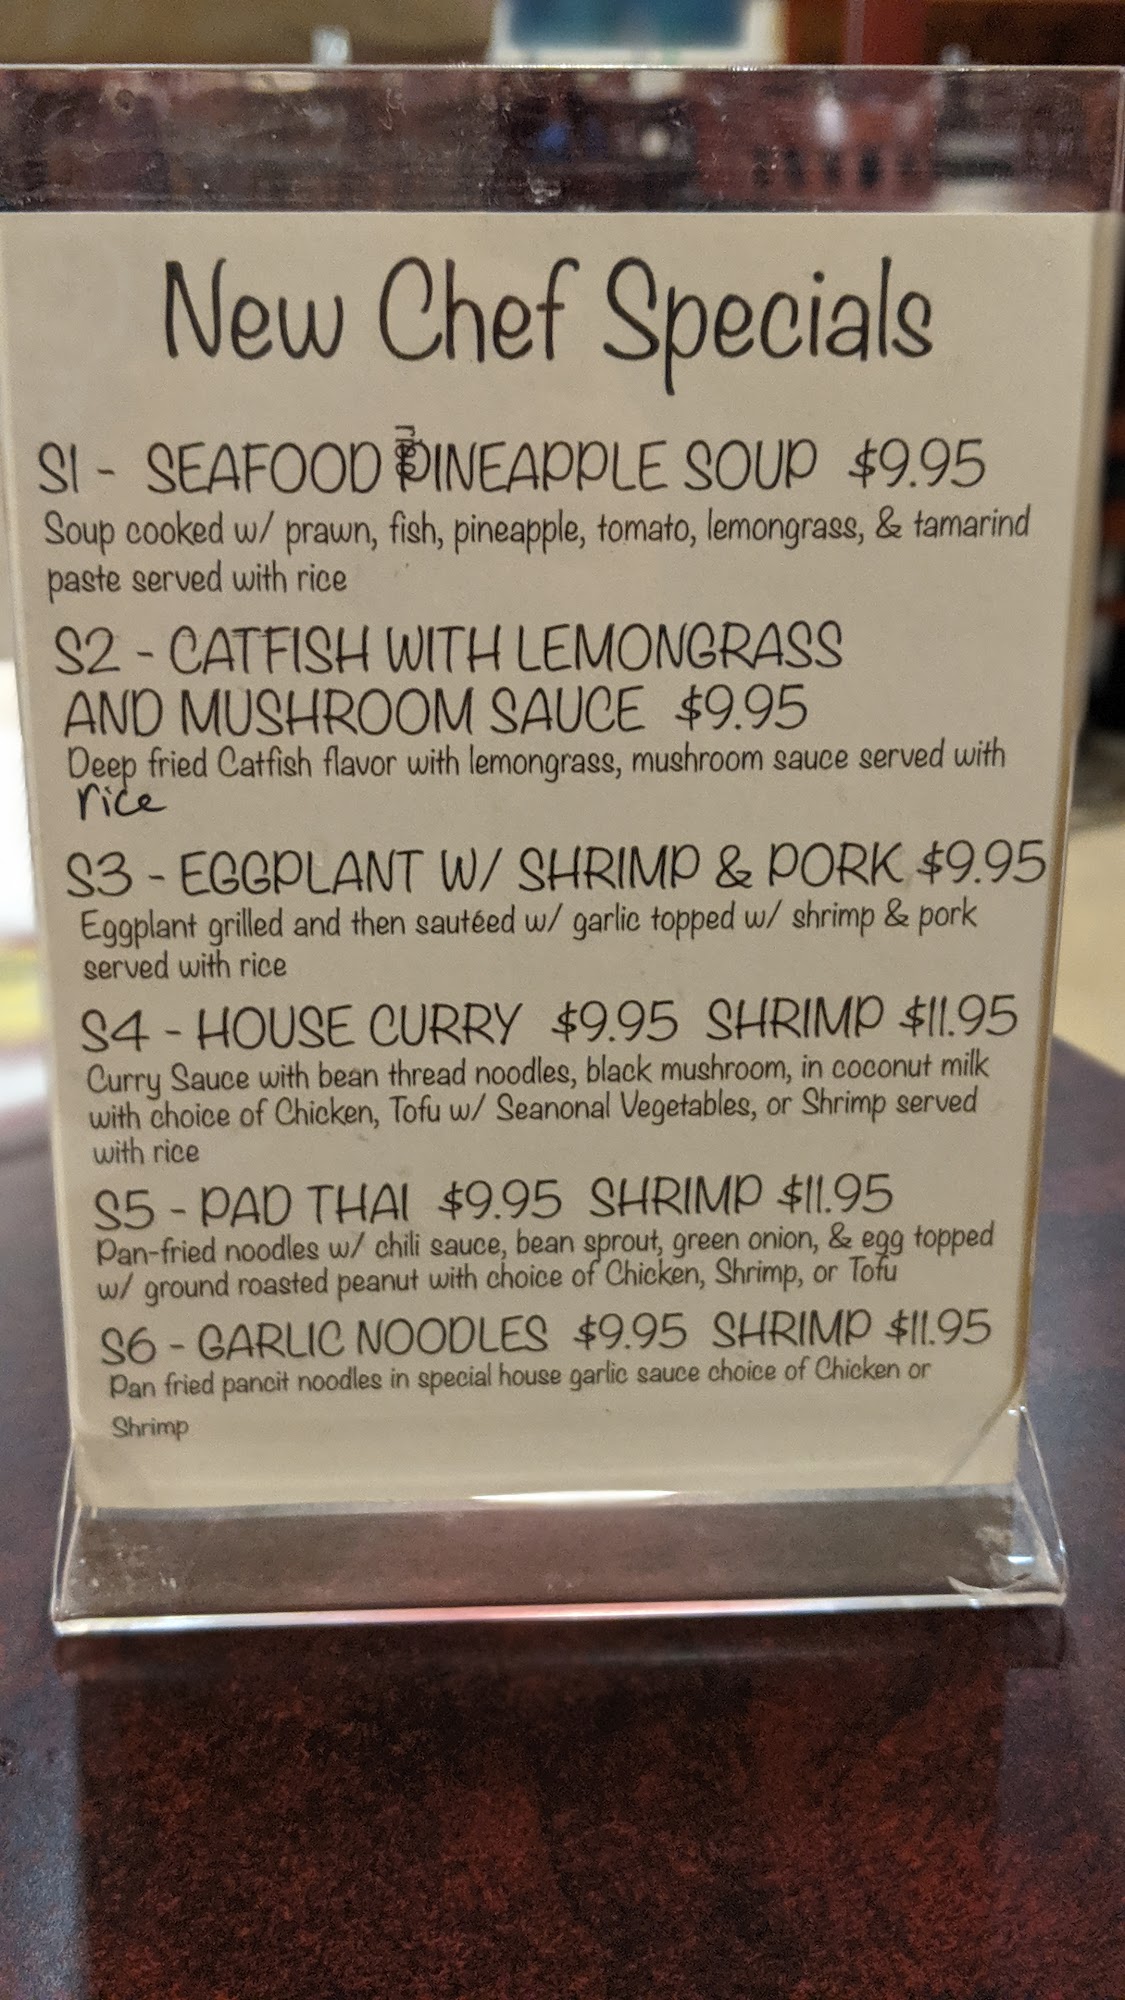 New Chef Specials
S1 - SEAFOOD PINEAPPLE SOUP $9.95
Soup cooked w/ prawn, fish, pineapple, tomato, lemongrass, & tamarind
paste served with rice
S2 - CATFISH WITH LEMONGRASS
AND MUSHROOM SAUCE $9.95
Deep fried Catfish flavor with lemongrass, mushroom sauce served with
rice
S3 - EGGPLANT W/ SHRIMP & PORK $9.95
Eggplant grilled and then sautéed w/ garlic topped w/ shrimp & pork
served with rice
S4 - HOUSE CURRY $9.95 SHRIMP $11.95
Curry Sauce with bean thread noodles, black mushroom, in coconut milk
with choice of Chicken, Tofu w/ Seanonal Vegetables, or Shrimp served
with rice
S5 - PAD THAI $9.95 SHRIMP $11.95
Pan-fried noodles w/ chili sauce, bean sprout, green onion, & egg topped
w/ ground roasted peanut with choice of Chicken, Shrimp, or Tofu
S6 - GARLIC NOODLES $9.95 SHRIMP $11.95
Pan fried pancit noodles in special house garlic sauce choice of Chicken or
Shrimp